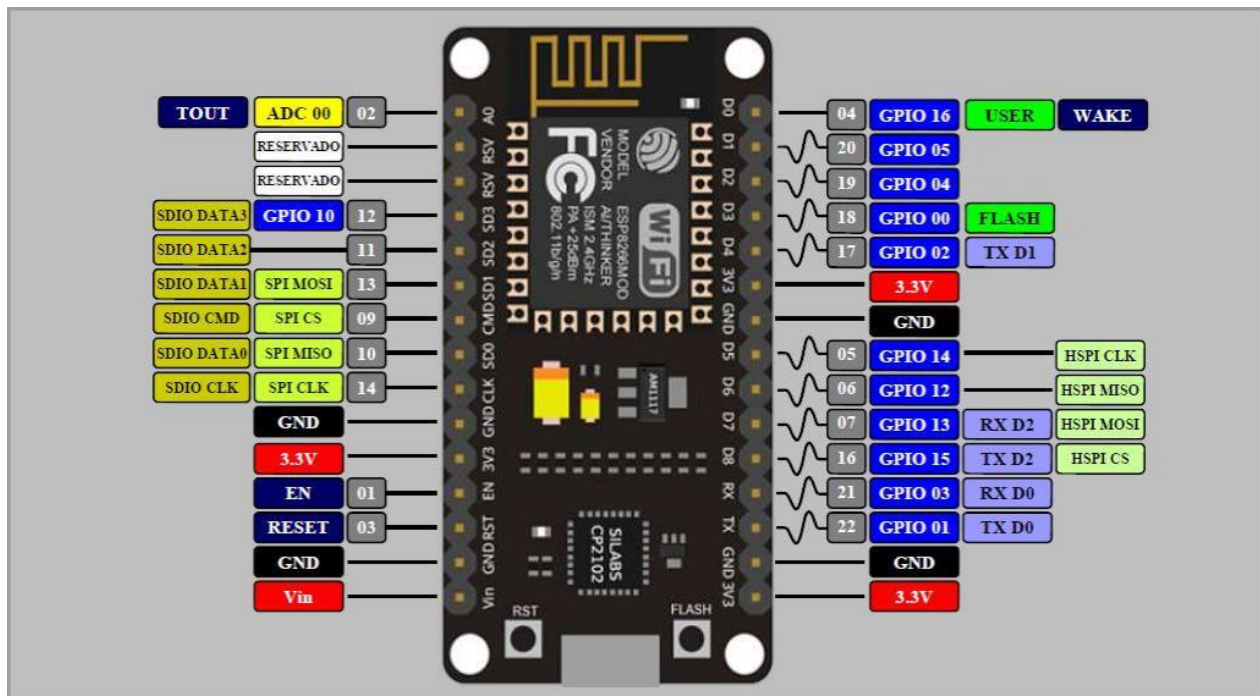 TOUT ADC 00 02 A0 D0 04 GPIO 16 USER WAKE
RESERVADO RSV D1 20 GPIO 05
RESERVADO RSV D2 19 GPIO 04
SDIO DATA3 GPIO 10 12 SD3 D3 18 GPIO 00 FLASH
SDIO DATA2 11 SD2 D4 17 GPIO 02 TX D1
SDIO DATA1 SPI MOSI 13 SD1 3V3 3.3V
SDIO CMD SPI CS 09 CMD GND GND
SDIO DATA0 SPI MISO 10 SD0 D5 05 GPIO 14 HSPI CLK
SDIO CLK SPI CLK 14 CLK D6 06 GPIO 12 HSPI MISO
GND GND D7 07 GPIO 13 RX D2 HSPI MOSI
3.3V 3V3 D8 16 GPIO 15 TX D2 HSPI CS
EN 01 EN RX 21 GPIO 03 RX D0
RESET 03 RST TX 22 GPIO 01 TX D0
GND GND GND GND
Vin Vin 3V3 3.3V
MODEL ESP8266MOD
VENDOR AI/THINKER
ISM 2.4GHz
PA +25dBm
802.11b/g/n
FC
Wi Fi
AM1117
SILABS
CP2102
RST
FLASH